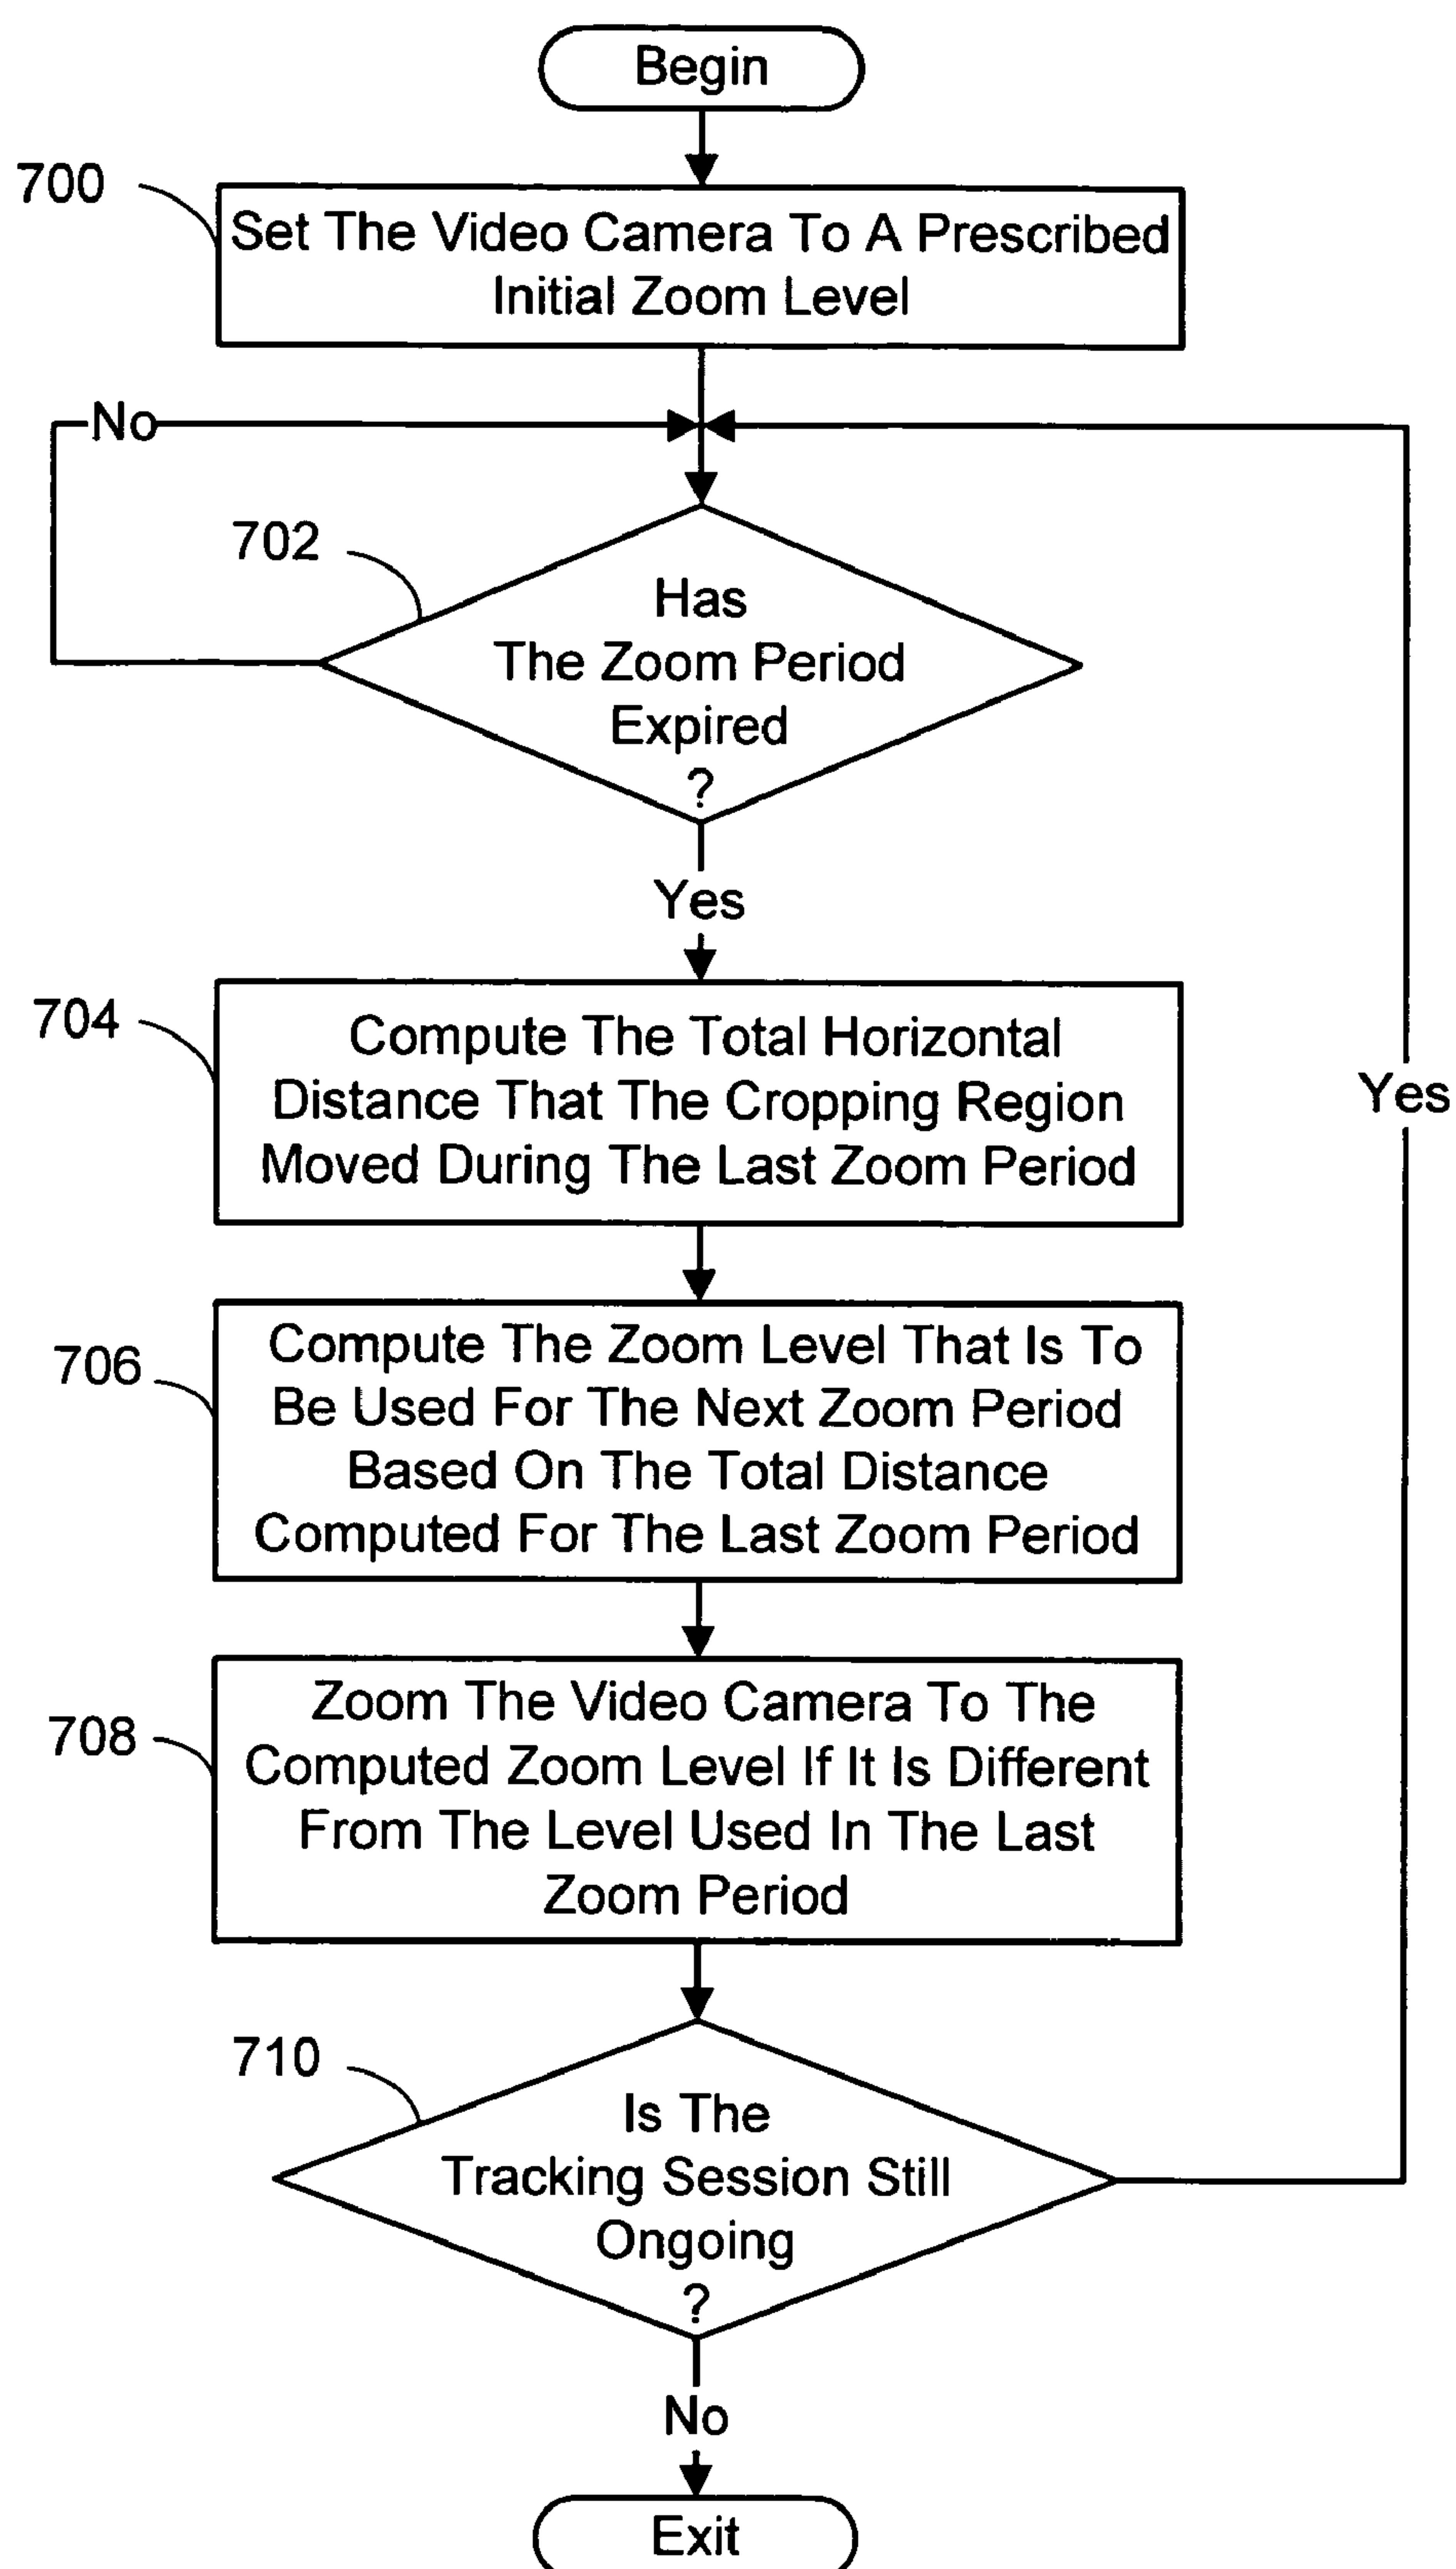 Begin
700
Set The Video Camera To A Prescribed
Initial Zoom Level
No
702
Has
The Zoom Period
Expired
?
Yes
704
Compute The Total Horizontal
Distance That The Cropping Region
Moved During The Last Zoom Period
Yes
706
Compute The Zoom Level That Is To
Be Used For The Next Zoom Period
Based On The Total Distance
Computed For The Last Zoom Period
708
Zoom The Video Camera To The
Computed Zoom Level If It Is Different
From The Level Used In The Last
Zoom Period
710
Is The
Tracking Session Still
Ongoing
?
No
Exit